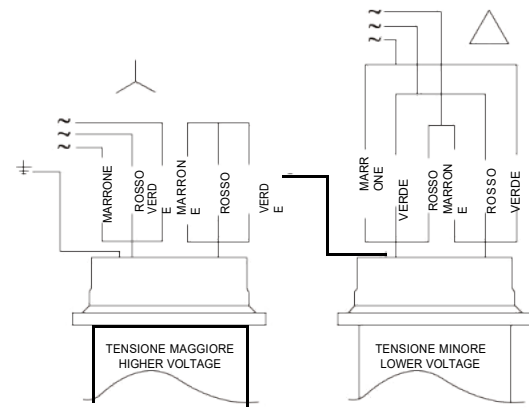 MARRONE
ROSSO
VERD
E
MARRON
E
ROSSO
VERD
E
MARR
ONE
VERDE
ROSSO
MARRON
E
ROSSO
VERDE
TENSIONE MAGGIORE
HIGHER VOLTAGE
TENSIONE MINORE
LOWER VOLTAGE